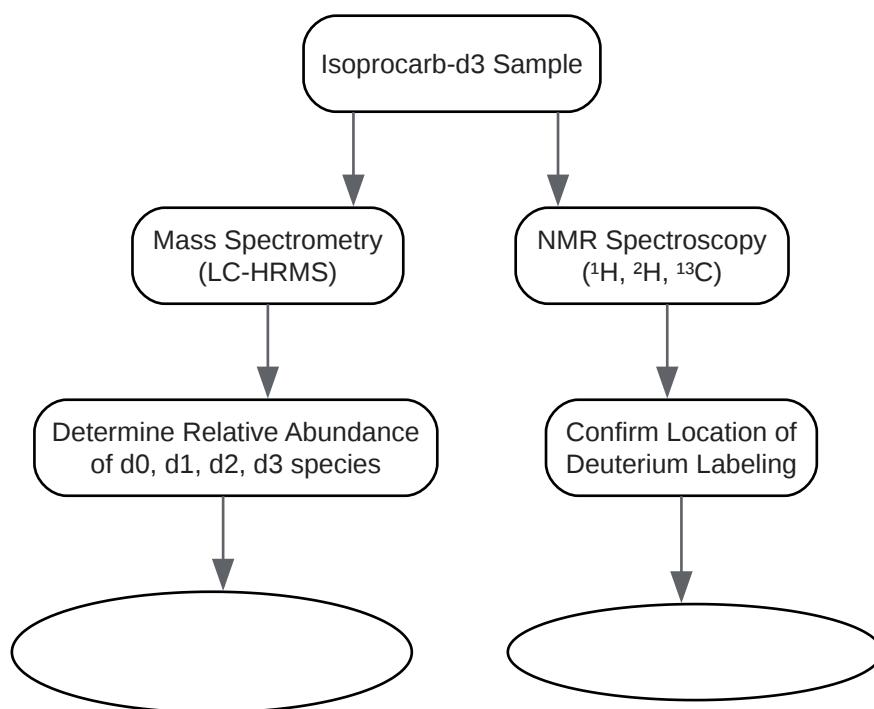 Isoprocarb-d3 Sample
Mass Spectrometry
(LC-HRMS)
NMR Spectroscopy
(¹H, ²H, ¹³C)
Determine Relative Abundance
of d0, d1, d2, d3 species
Confirm Location of
Deuterium Labeling